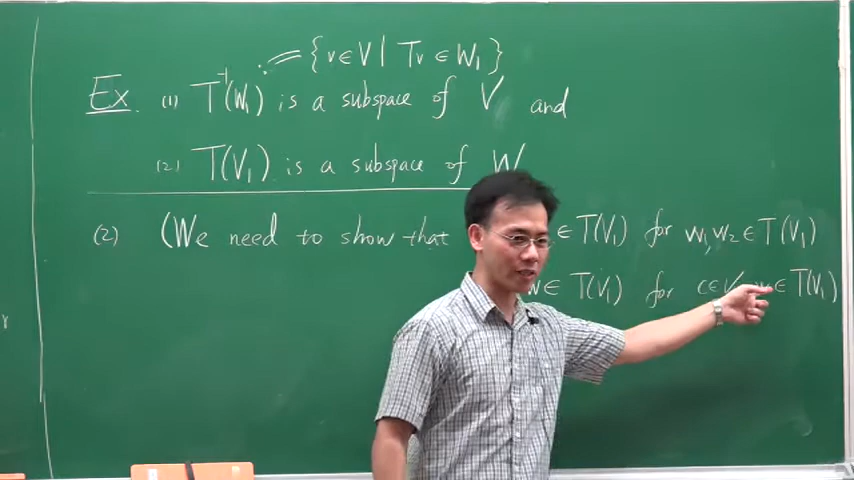 := {v ∈ V | Tv ∈ W₁}
Ex (1) T⁻¹(W₁) is a subspace of V and
(2) T(V₁) is a subspace of W
(2) (We need to show that ∈ T(V₁) for w₁, w₂ ∈ T(V₁)
w ∈ T(V₁) for c ∈ ∈ T(V₁)